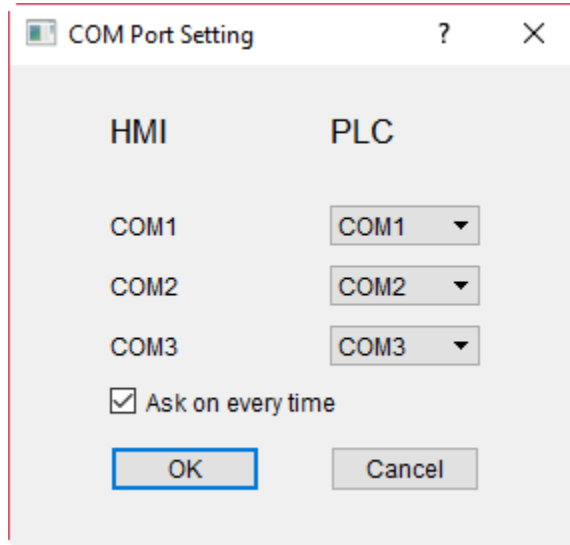 COM Port Setting ?
HMI PLC
COM1 COM1
COM2 COM2
COM3 COM3
Ask on every time
OK Cancel